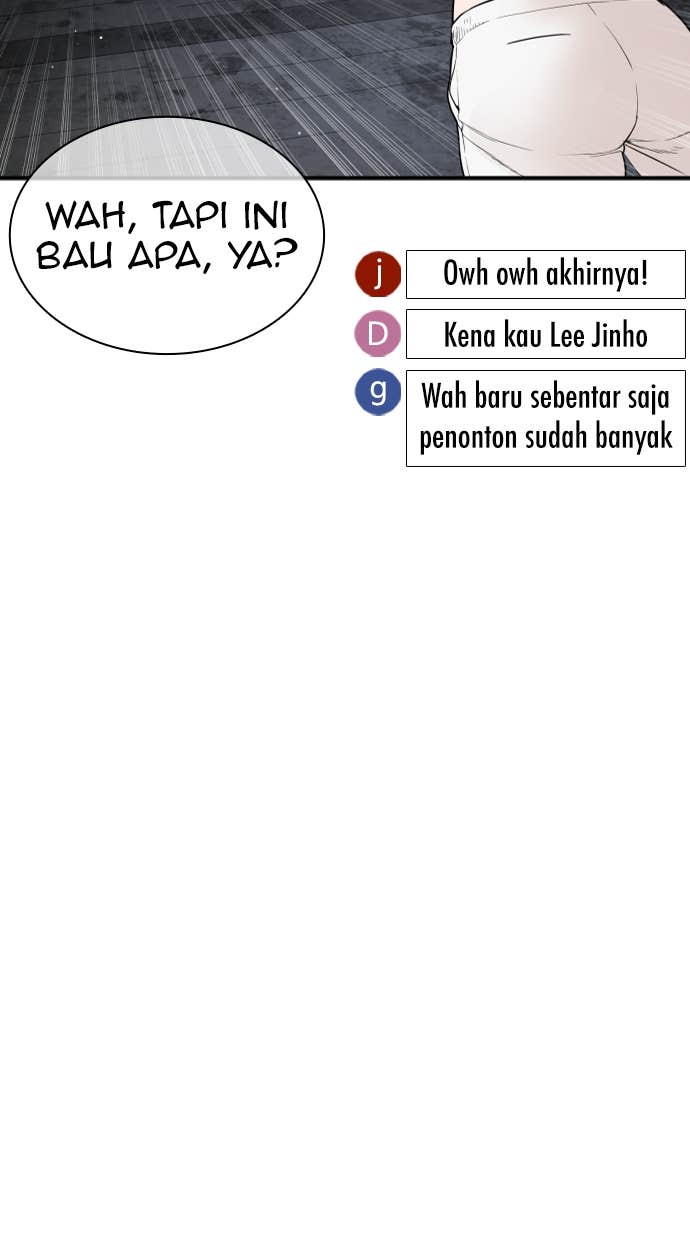 WAH, TAPI INI
BAU APA, YA?
j
Owh owh akhirnya!
D
Kena kau Lee Jinho
g
Wah baru sebentar saja
penonton sudah banyak